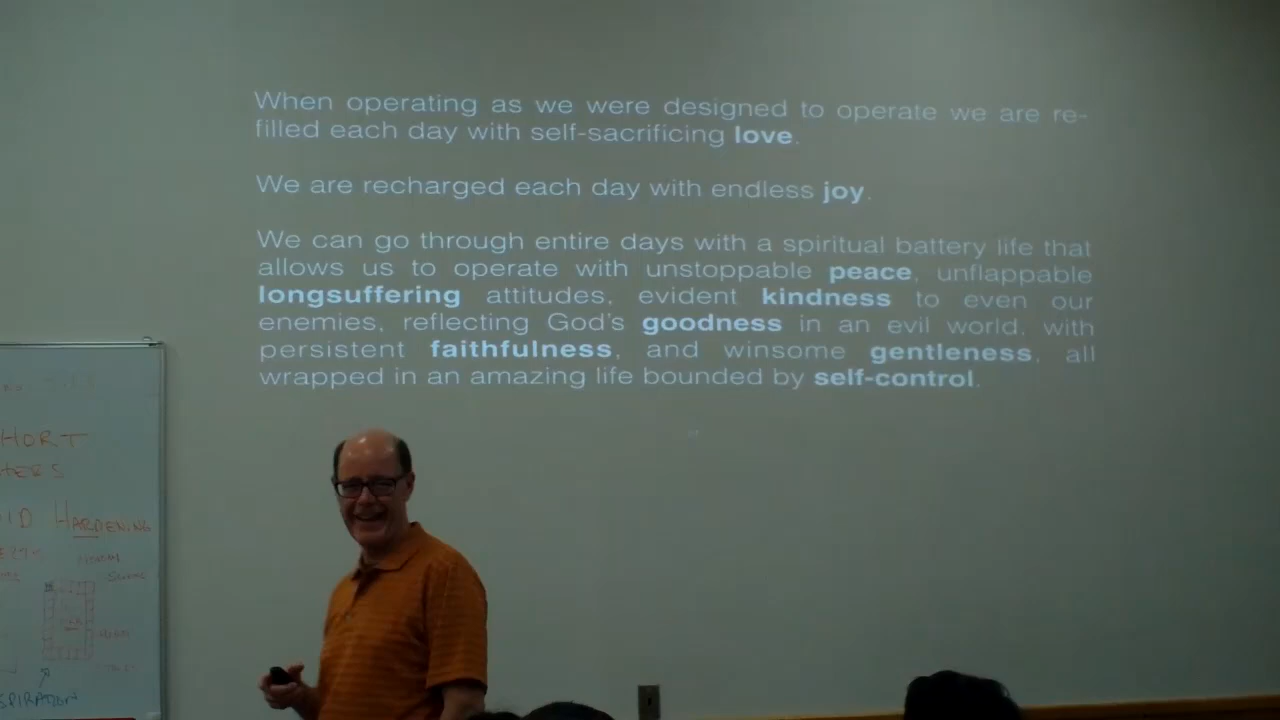 When operating as we were designed to operate we are re-
filled each day with self-sacrificing love.
We are recharged each day with endless joy.
We can go through entire days with a spiritual battery life that
allows us to operate with unstoppable peace, unflappable
longsuffering attitudes, evident kindness to even our
enemies, reflecting God's goodness in an evil world, with
persistent faithfulness, and winsome gentleness, all
wrapped in an amazing life bounded by self-control.
HORT
HARDENING
SPIRATION